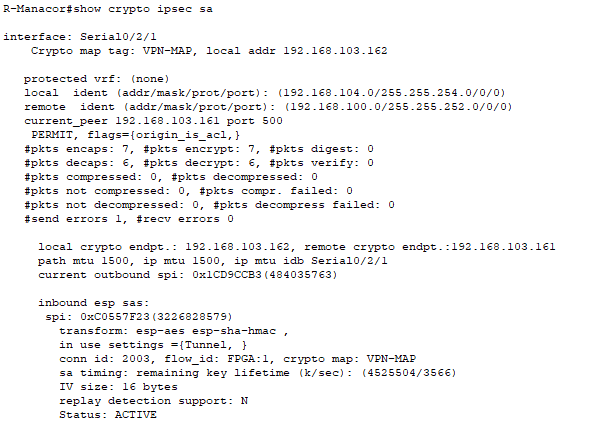 R-Manacor#show crypto ipsec sa
interface: Serial0/2/1
Crypto map tag: VPN-MAP, local addr 192.168.103.162
protected vrf: (none)
local ident (addr/mask/prot/port): (192.168.104.0/255.255.254.0/0/0)
remote ident (addr/mask/prot/port): (192.168.100.0/255.255.252.0/0/0)
current_peer 192.168.103.161 port 500
PERMIT, flags={origin_is_acl,}
#pkts encaps: 7, #pkts encrypt: 7, #pkts digest: 0
#pkts decaps: 6, #pkts decrypt: 6, #pkts verify: 0
#pkts compressed: 0, #pkts decompressed: 0
#pkts not compressed: 0, #pkts compr. failed: 0
#pkts not decompressed: 0, #pkts decompress failed: 0
#send errors 1, #recv errors 0
local crypto endpt.: 192.168.103.162, remote crypto endpt.:192.168.103.161
path mtu 1500, ip mtu 1500, ip mtu idb Serial0/2/1
current outbound spi: 0x1CD9CCB3(484035763)
inbound esp sas:
spi: 0xC0557F23(3226828579)
transform: esp-aes esp-sha-hmac ,
in use settings ={Tunnel, }
conn id: 2003, flow_id: FPGA:1, crypto map: VPN-MAP
sa timing: remaining key lifetime (k/sec): (4525504/3566)
IV size: 16 bytes
replay detection support: N
Status: ACTIVE